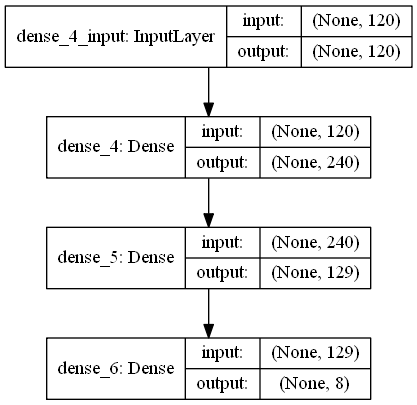 dense_4_input: InputLayer input: (None, 120)
output: (None, 120)
dense_4: Dense input: (None, 120)
output: (None, 240)
dense_5: Dense input: (None, 240)
output: (None, 129)
dense_6: Dense input: (None, 129)
output: (None, 8)